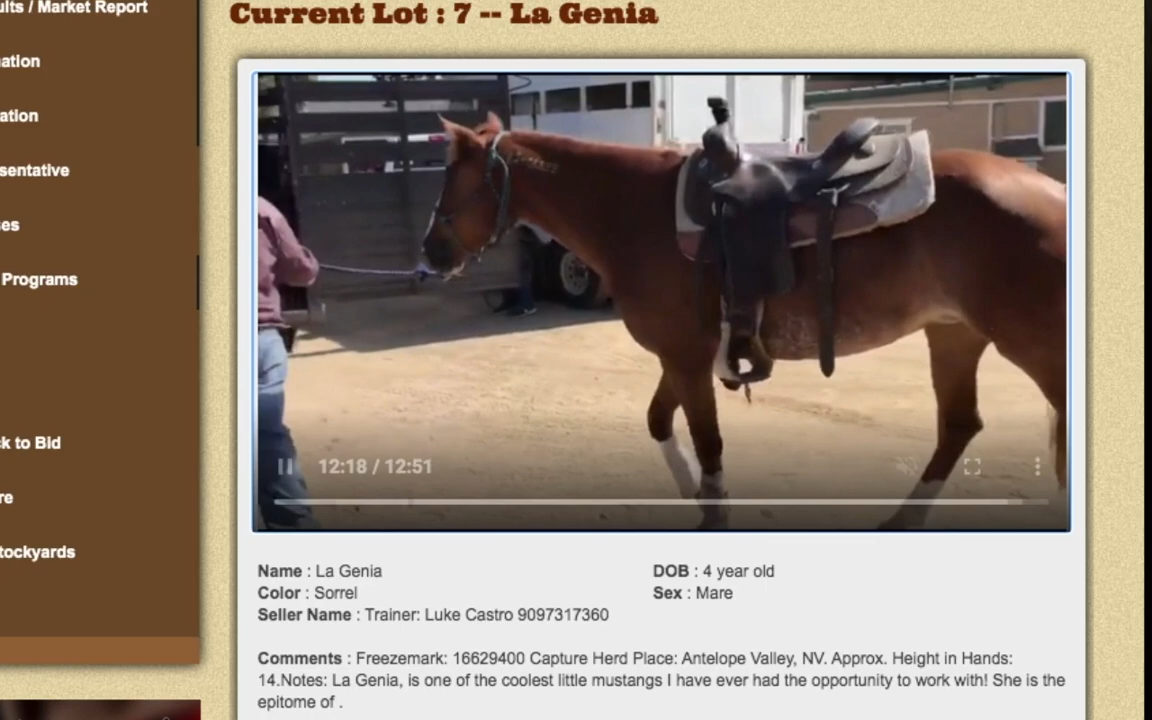 ults / Market Report
ation
ation
sentative
es
Programs
k to Bid
re
tockyards
Current Lot : 7 -- La Genia
12:18 / 12:51
Name : La Genia
DOB : 4 year old
Color : Sorrel
Sex : Mare
Seller Name : Trainer: Luke Castro 9097317360
Comments : Freezemark: 16629400 Capture Herd Place: Antelope Valley, NV. Approx. Height in Hands:
14.Notes: La Genia, is one of the coolest little mustangs I have ever had the opportunity to work with! She is the
epitome of .